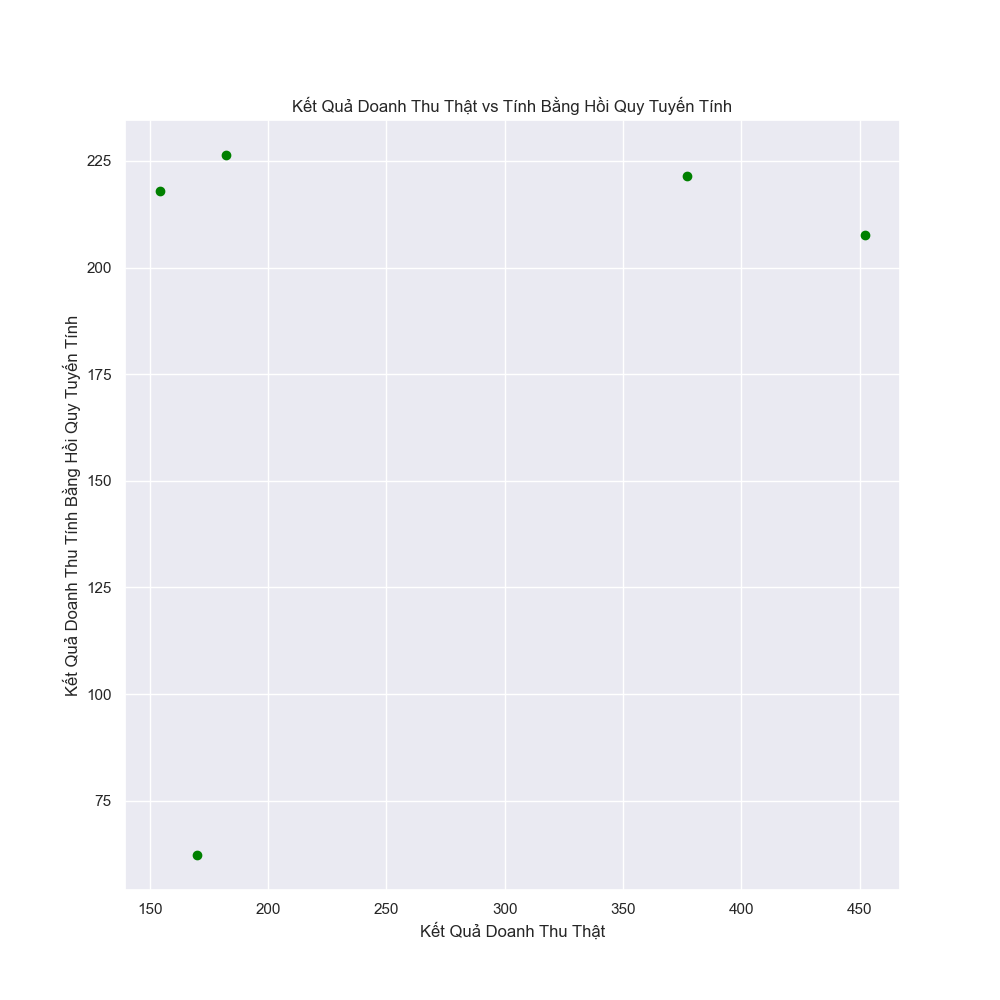 Kết Quả Doanh Thu Thật vs Tính Bằng Hồi Quy Tuyến Tính
Kết Quả Doanh Thu Tính Bằng Hồi Quy Tuyến Tính
225
200
175
150
125
100
75
150 200 250 300 350 400 450
Kết Quả Doanh Thu Thật